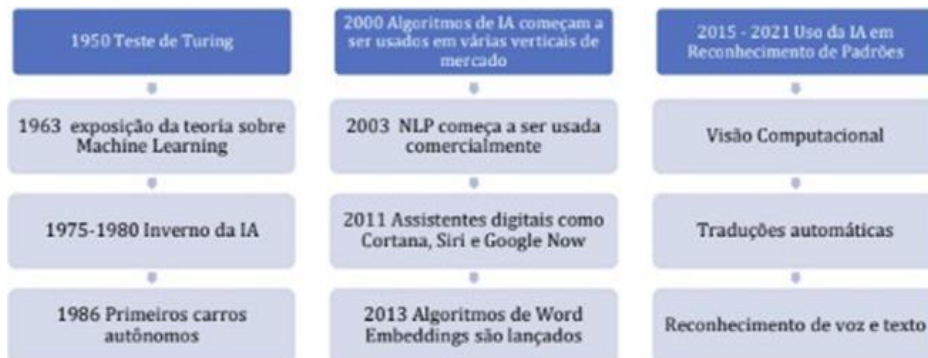 1950 Teste de Turing
1963 exposição da teoria sobre
Machine Learning
1975-1980 Inverno da IA
1986 Primeiros carros
autônomos
2000 Algoritmos de IA começam a
ser usados em várias verticais de
mercado
2003 NLP começa a ser usada
comercialmente
2011 Assistentes digitais como
Cortana, Siri e Google Now
2013 Algoritmos de Word
Embeddings são lançados
2015 - 2021 Uso da IA em
Reconhecimento de Padrões
Visão Computacional
Traduções automáticas
Reconhecimento de voz e texto